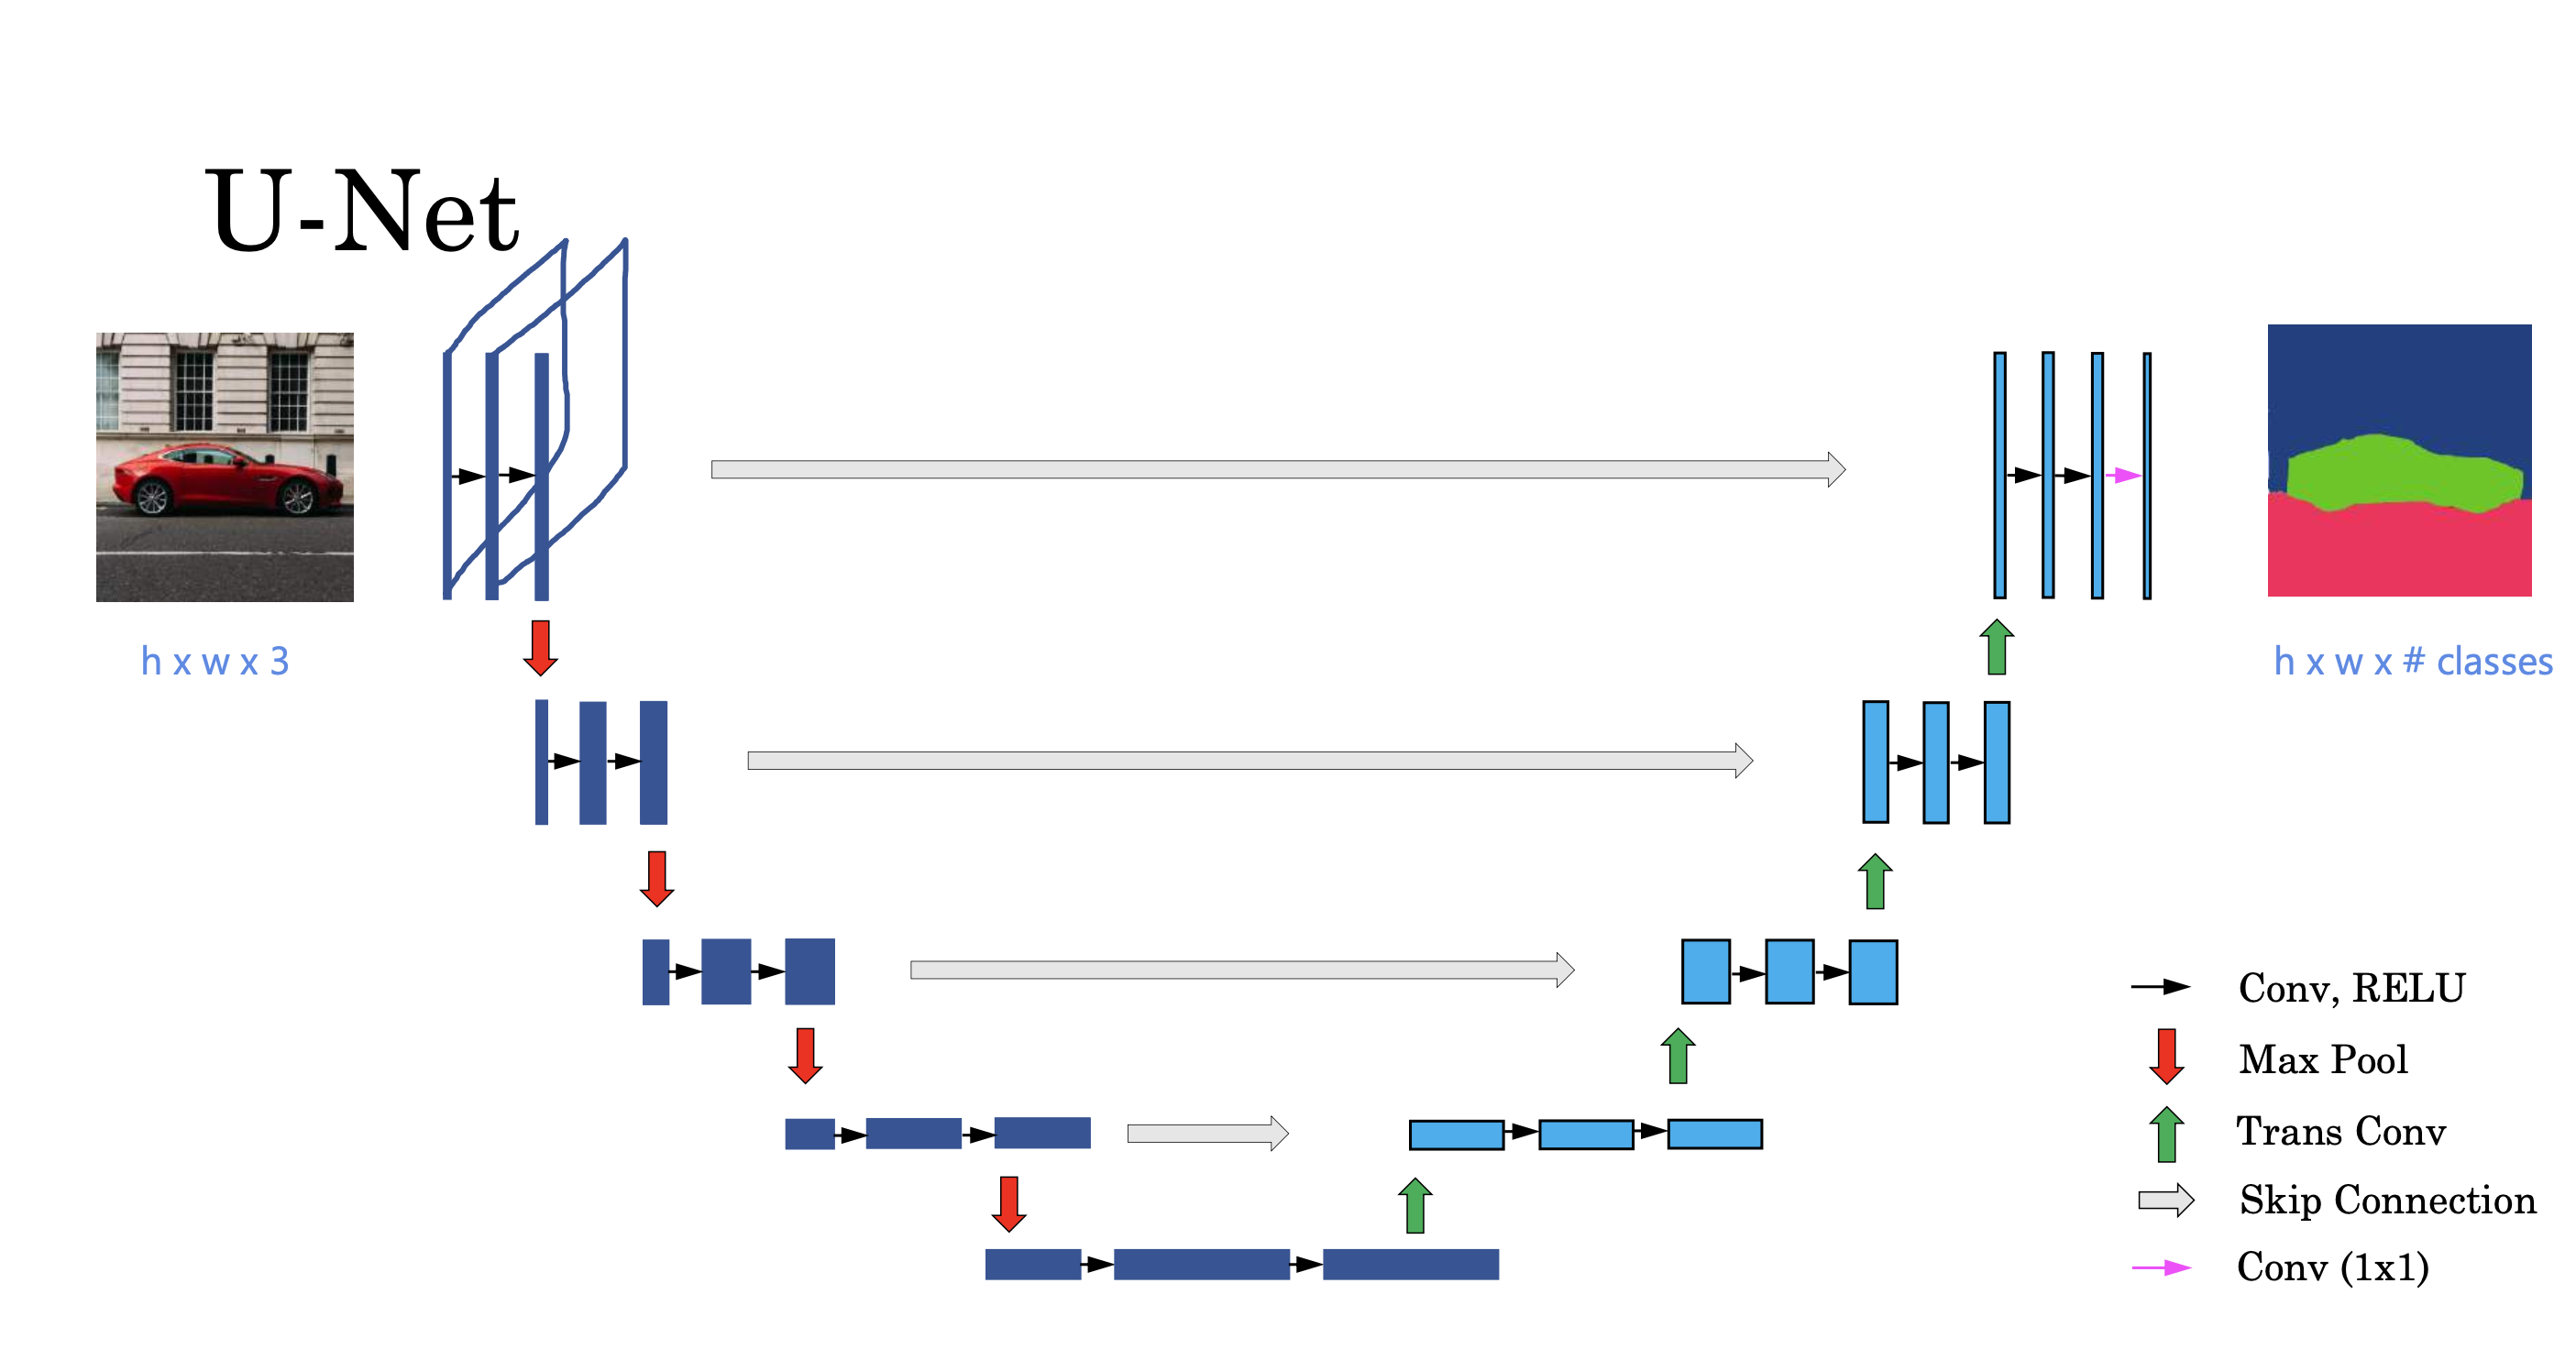 U-Net
h x w x 3
h x w x # classes
Conv, RELU
Max Pool
Trans Conv
Skip Connection
Conv (1x1)